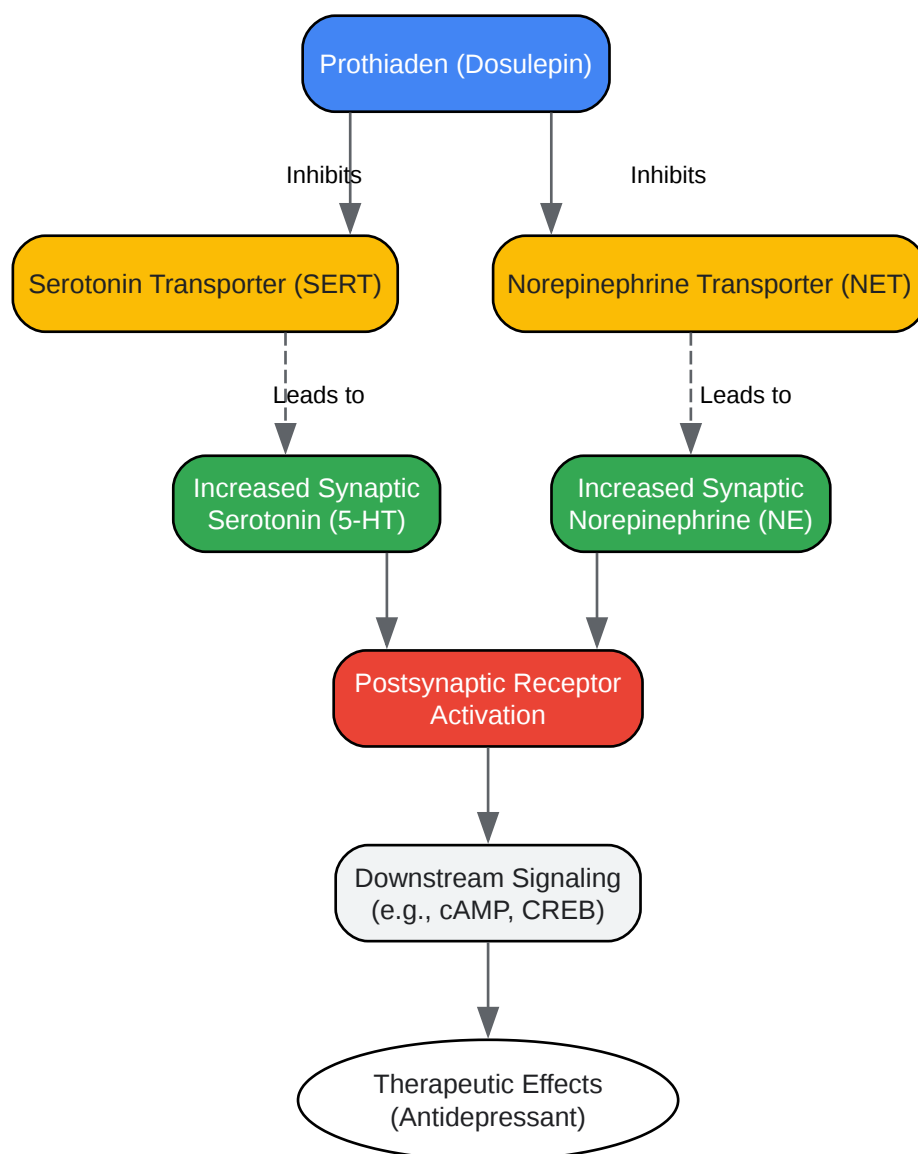 Prothiaden (Dosulepin)
Inhibits
Inhibits
Serotonin Transporter (SERT)
Norepinephrine Transporter (NET)
Leads to
Leads to
Increased Synaptic
Serotonin (5-HT)
Increased Synaptic
Norepinephrine (NE)
Postsynaptic Receptor
Activation
Downstream Signaling
(e.g., cAMP, CREB)
Therapeutic Effects
(Antidepressant)